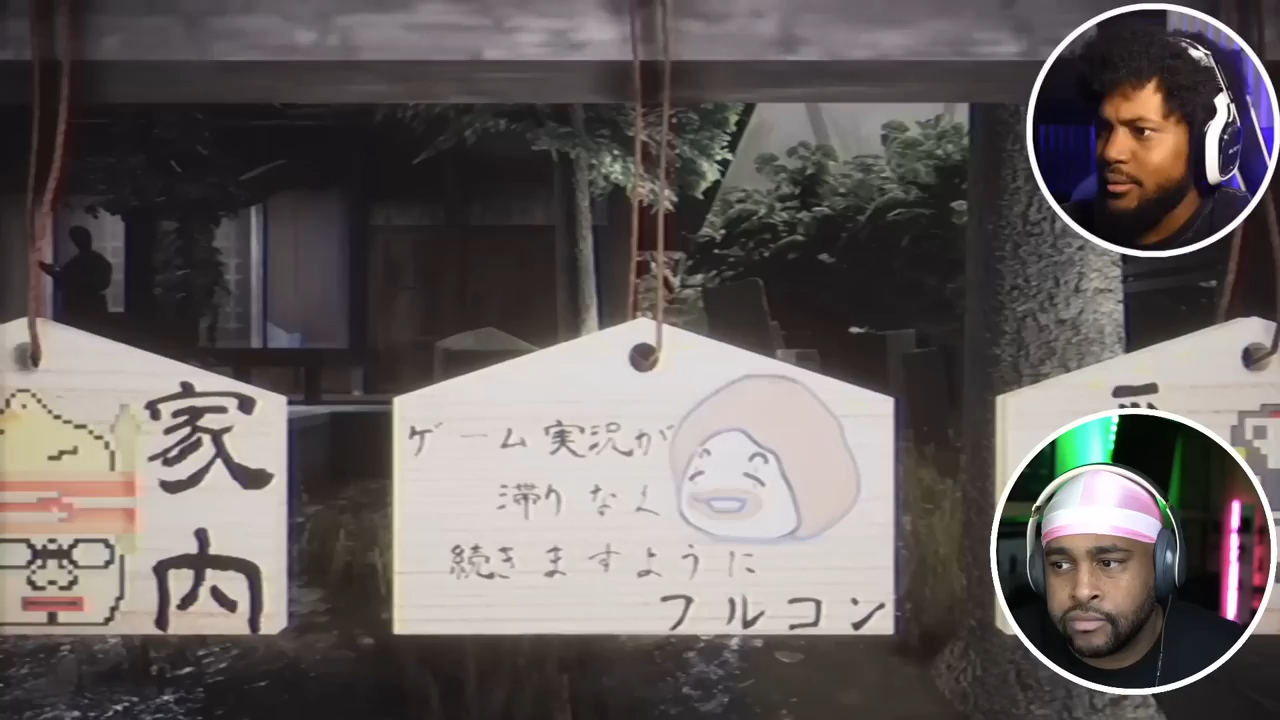 家内
ゲーム実況が
滞りなく
続きますように
フルコン